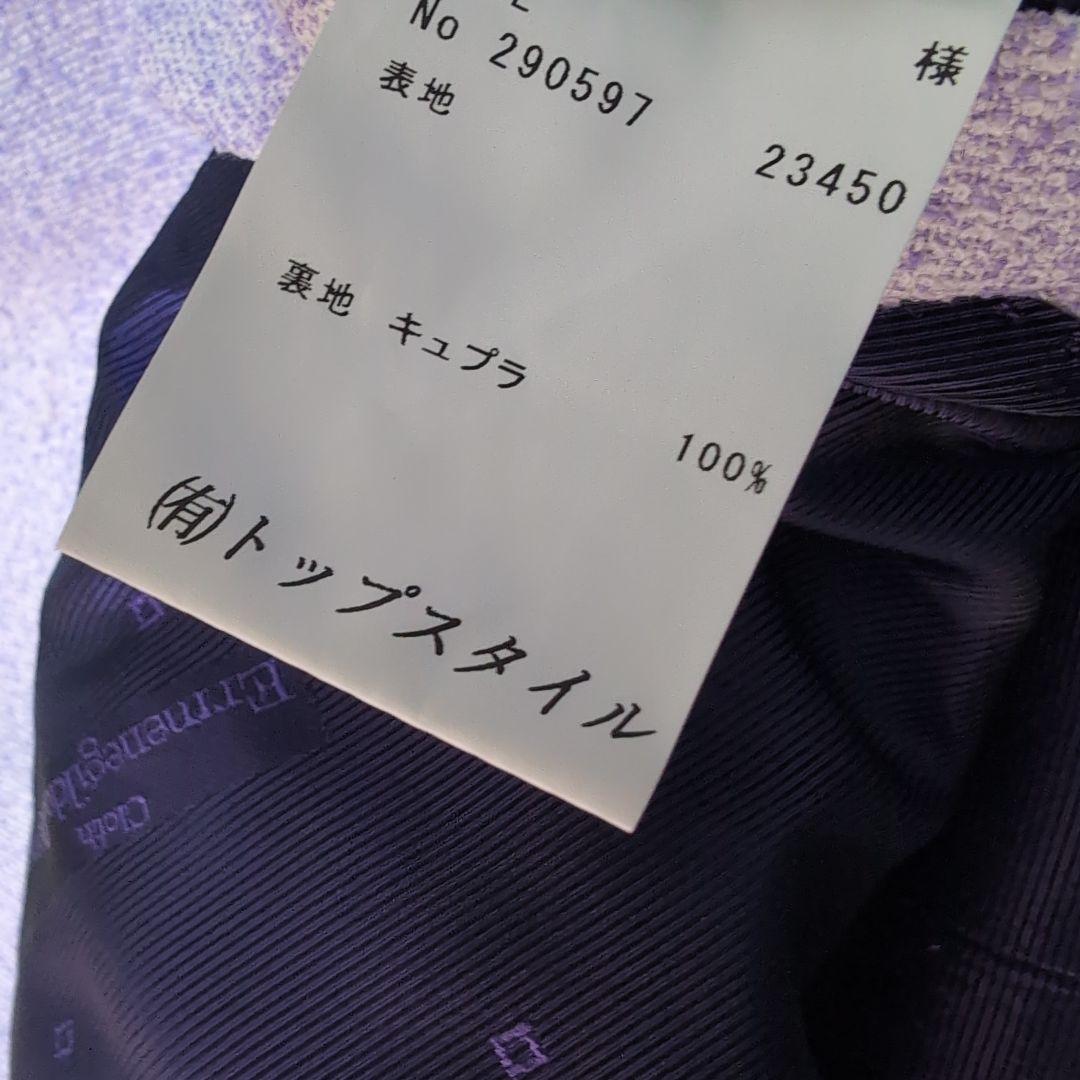 様
No 290597
表地
23450
裏地 キュプラ
100%
(有)トップスタイル
Ermenegild
Cloth